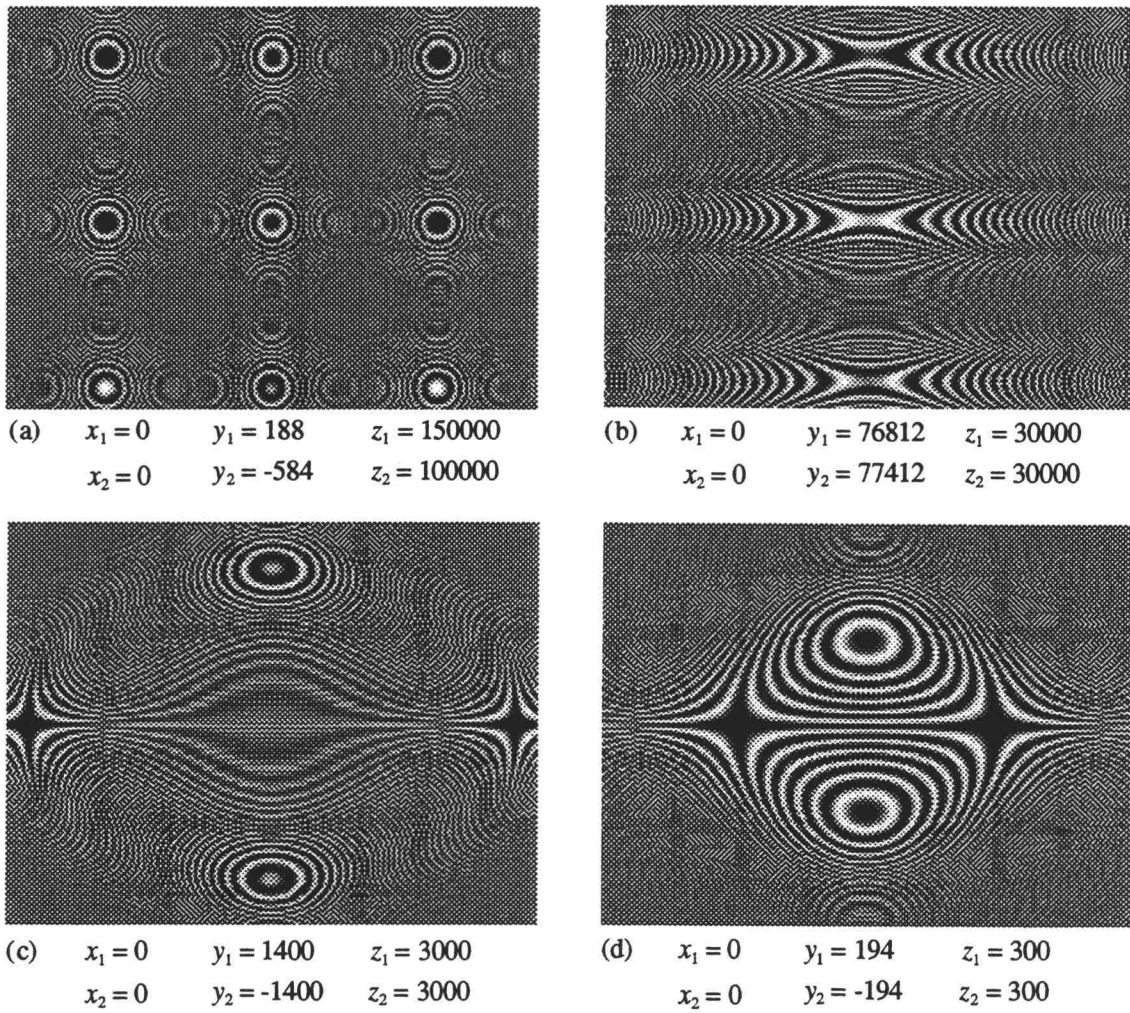 (a) x₁ = 0 y₁ = 188 z₁ = 150000
x₂ = 0 y₂ = -584 z₂ = 100000
(b) x₁ = 0 y₁ = 76812 z₁ = 30000
x₂ = 0 y₂ = 77412 z₂ = 30000
(c) x₁ = 0 y₁ = 1400 z₁ = 3000
x₂ = 0 y₂ = -1400 z₂ = 3000
(d) x₁ = 0 y₁ = 194 z₁ = 300
x₂ = 0 y₂ = -194 z₂ = 300